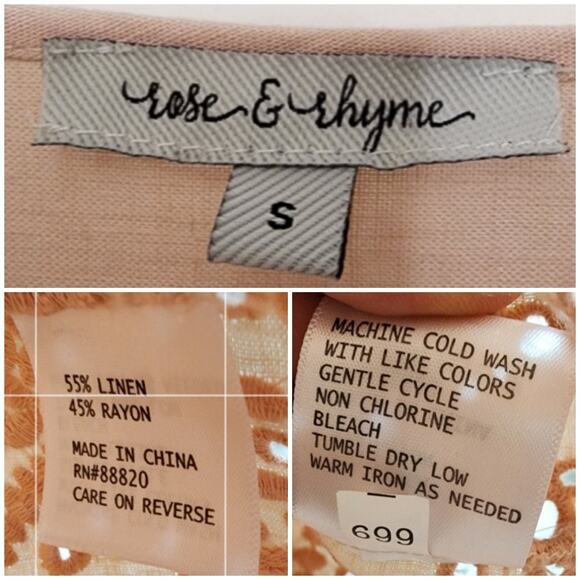 rose & rhyme
S
55% LINEN
45% RAYON
MADE IN CHINA
RN#88820
CARE ON REVERSE
MACHINE COLD WASH
WITH LIKE COLORS
GENTLE CYCLE
NON CHLORINE
BLEACH
TUMBLE DRY LOW
WARM IRON AS NEEDED
699